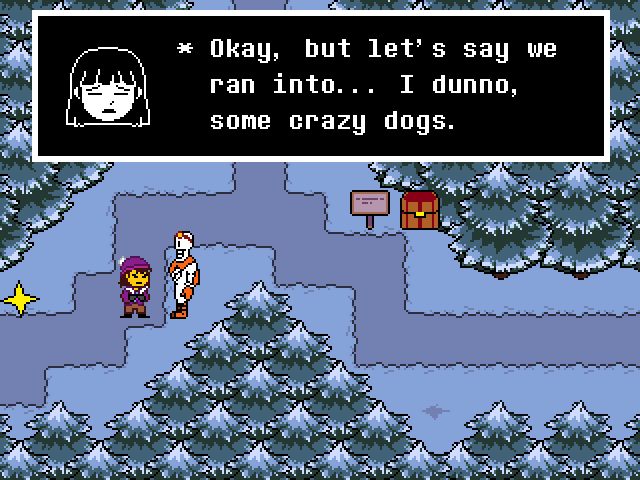 * Okay, but let's say we
ran into... I dunno,
some crazy dogs.